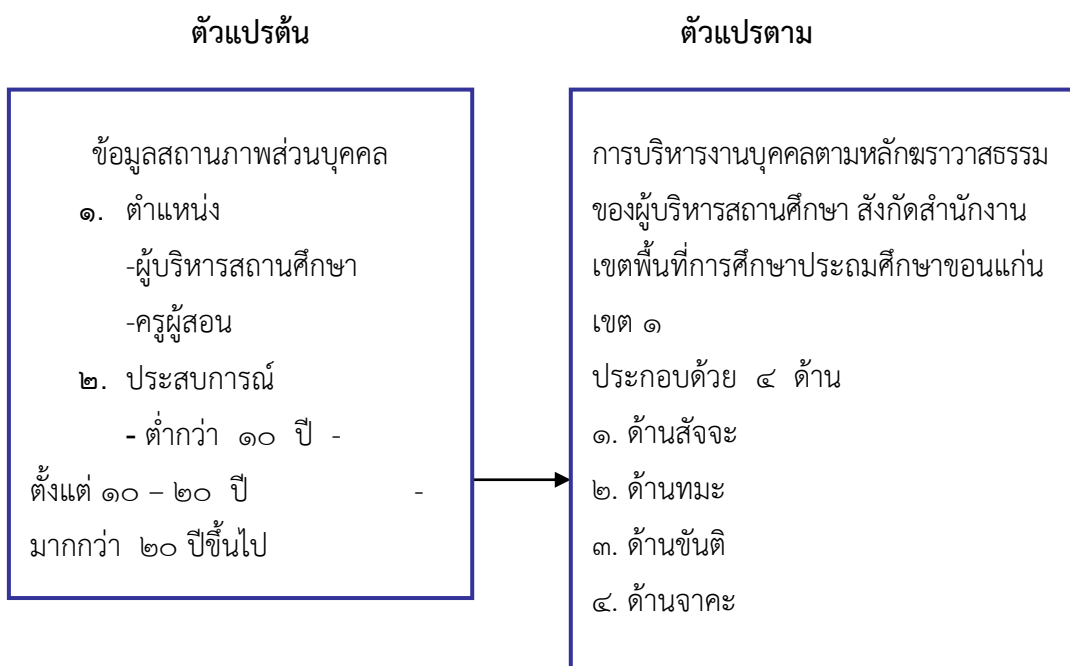 ตัวแปรต้น
ตัวแปรตาม
ข้อมูลสถานภาพส่วนบุคคล
๑. ตำแหน่ง
-ผู้บริหารสถานศึกษา
-ครูผู้สอน
๒. ประสบการณ์
- ต่ำกว่า ๑๐ ปี -
ตั้งแต่ ๑๐ – ๒๐ ปี -
มากกว่า ๒๐ ปีขึ้นไป
การบริหารงานบุคคลตามหลักฆราวาสธรรม
ของผู้บริหารสถานศึกษา สังกัดสำนักงาน
เขตพื้นที่การศึกษาประถมศึกษาขอนแก่น
เขต ๑
ประกอบด้วย ๔ ด้าน
๑. ด้านสัจจะ
๒. ด้านทมะ
๓. ด้านขันติ
๔. ด้านจาคะ